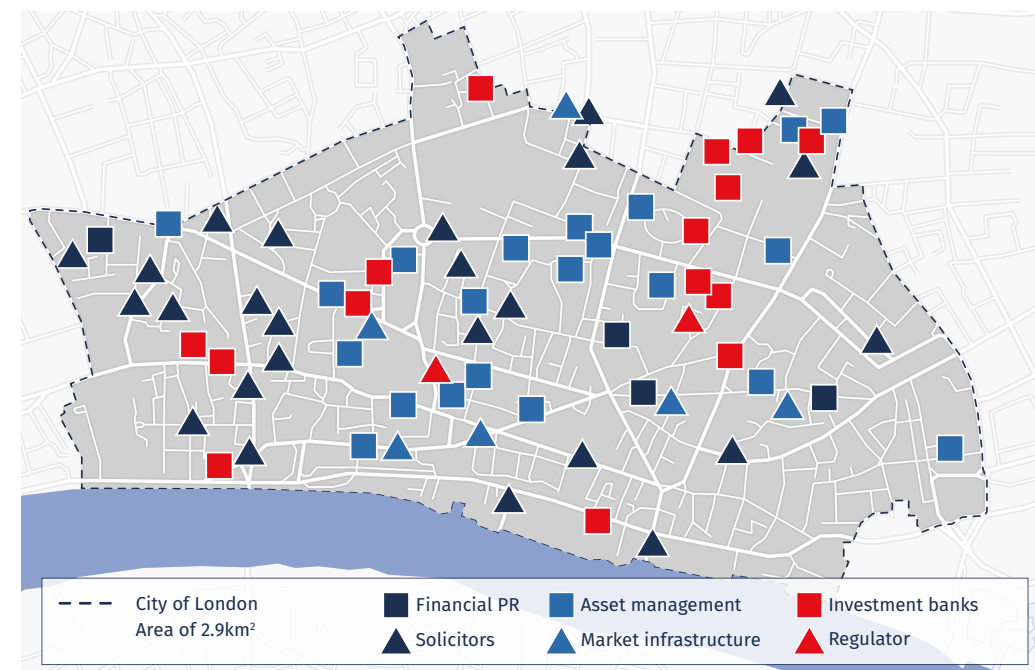 City of London
Area of 2.9km²
Financial PR
Asset management
Investment banks
Solicitors
Market infrastructure
Regulator